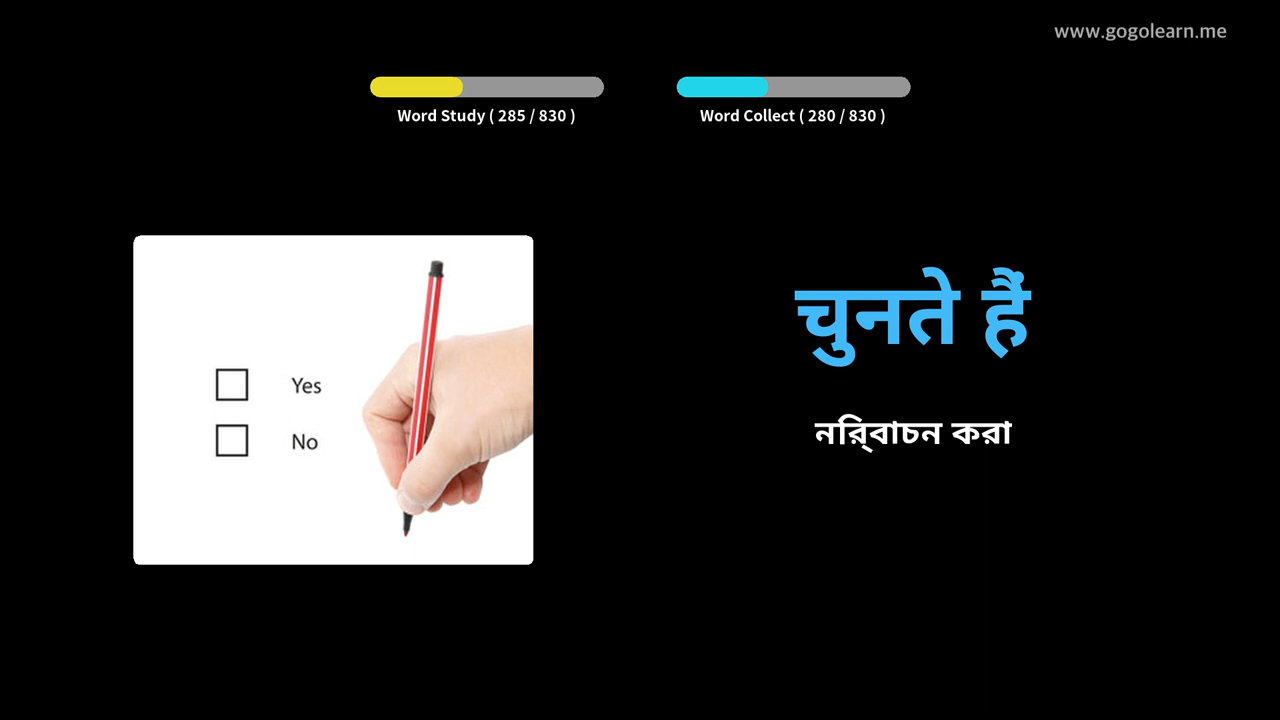 www.gogolearn.me
Word Study ( 285 / 830 )
Word Collect ( 280 / 830 )
चुनते हैं
Yes
No
নির্বাচন করা